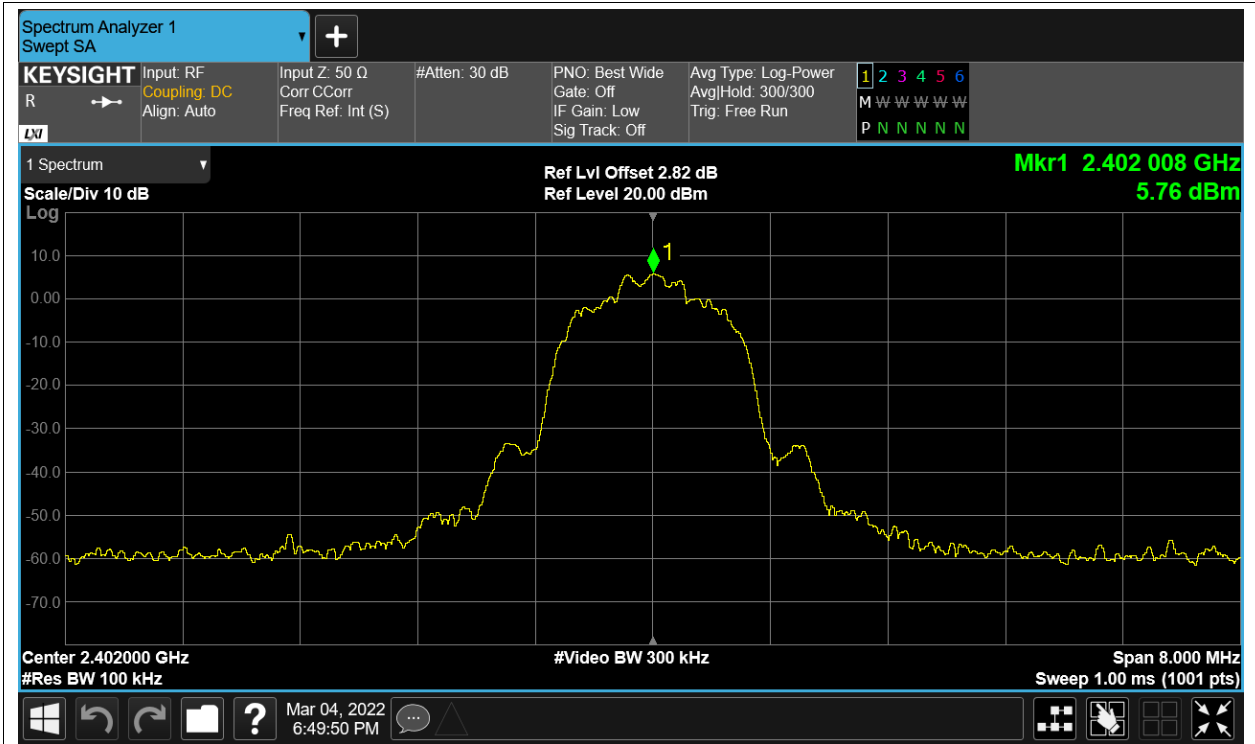 Spectrum Analyzer 1
Swept SA
KEYSIGHT
R
LXI
Input: RF
Coupling: DC
Align: Auto
Input Z: 50 Ω
Corr CCorr
Freq Ref: Int (S)
#Atten: 30 dB
PNO: Best Wide
Gate: Off
IF Gain: Low
Sig Track: Off
Avg Type: Log-Power
Avg|Hold: 300/300
Trig: Free Run
1 2 3 4 5 6
M W W W W W
P N N N N N
1 Spectrum
Scale/Div 10 dB
Log
Ref Lvl Offset 2.82 dB
Ref Level 20.00 dBm
Mkr1 2.402 008 GHz
5.76 dBm
1
10.0
0.00
-10.0
-20.0
-30.0
-40.0
-50.0
-60.0
-70.0
Center 2.402000 GHz
#Res BW 100 kHz
#Video BW 300 kHz
Span 8.000 MHz
Sweep 1.00 ms (1001 pts)
?
Mar 04, 2022
6:49:50 PM